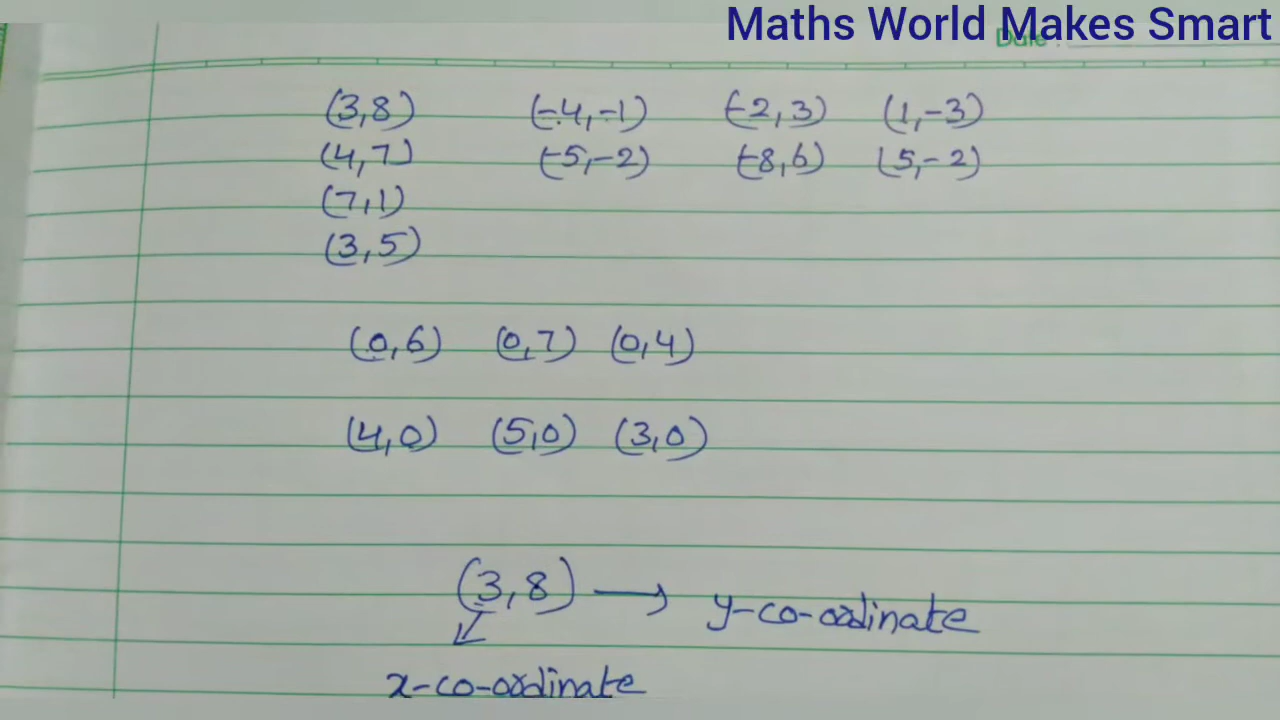 Maths World Makes Smart
Date :
(3,8) (-4,-1) (-2,3) (1,-3)
(4,7) (-5,-2) (-8,6) (5,-2)
(7,1)
(3,5)
(0,6) (0,7) (0,4)
(4,0) (5,0) (3,0)
(3,8) → y-co-ordinate
x-co-ordinate